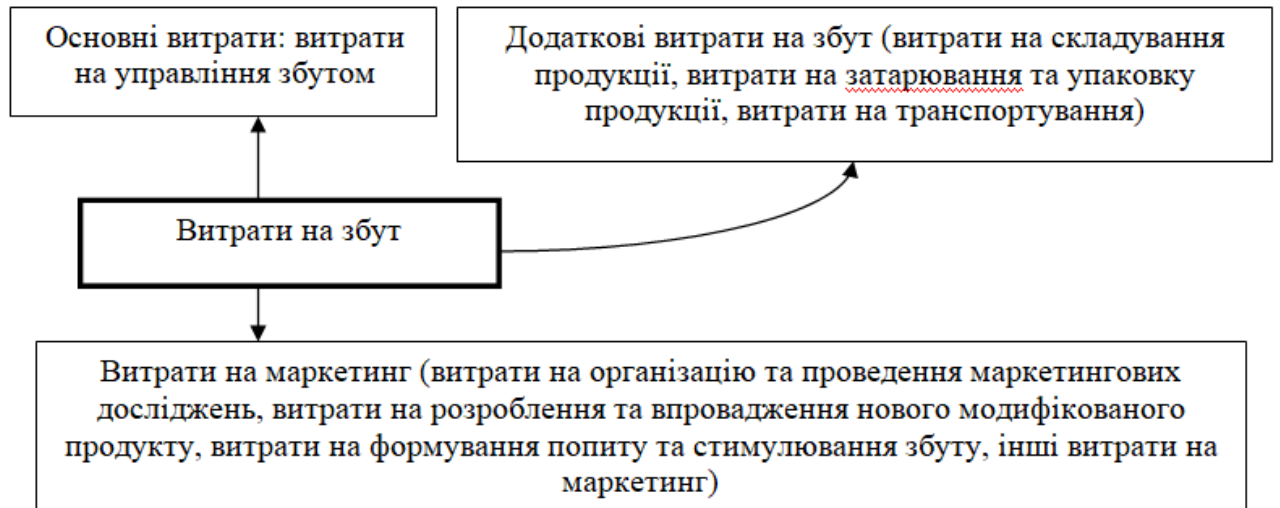 Основні витрати: витрати
на управління збутом
Додаткові витрати на збут (витрати на складування
продукції, витрати на затарювання та упаковку
продукції, витрати на транспортування)
Витрати на збут
Витрати на маркетинг (витрати на організацію та проведення маркетингових
досліджень, витрати на розроблення та впровадження нового модифікованого
продукту, витрати на формування попиту та стимулювання збуту, інші витрати на
маркетинг)